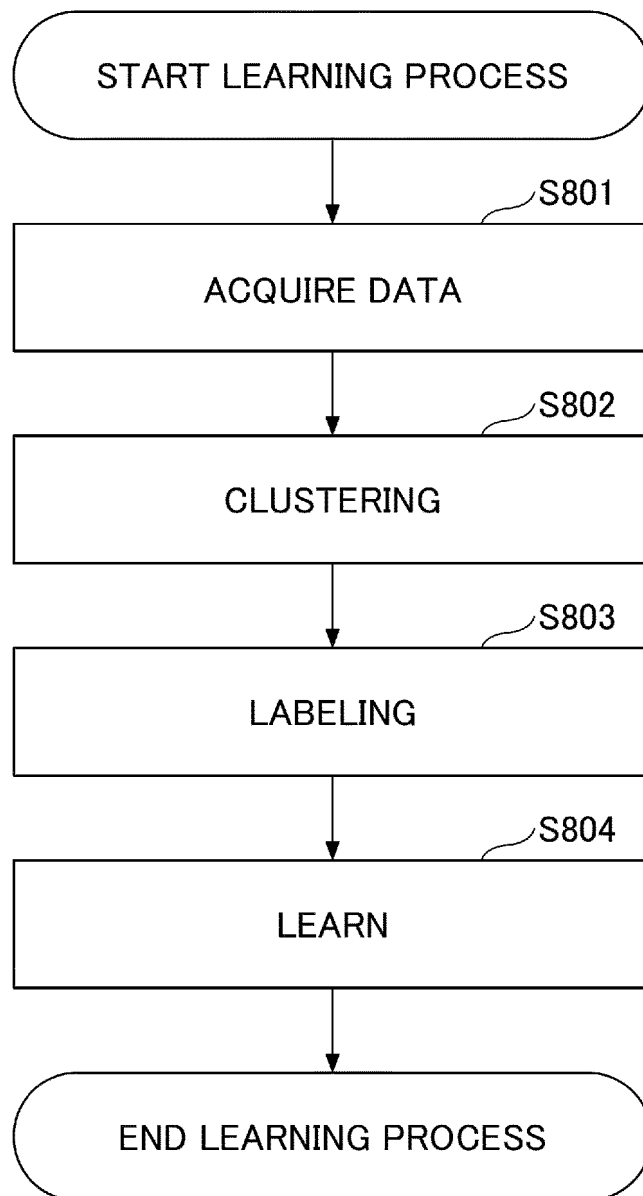 START LEARNING PROCESS
S801
ACQUIRE DATA
S802
CLUSTERING
S803
LABELING
S804
LEARN
END LEARNING PROCESS